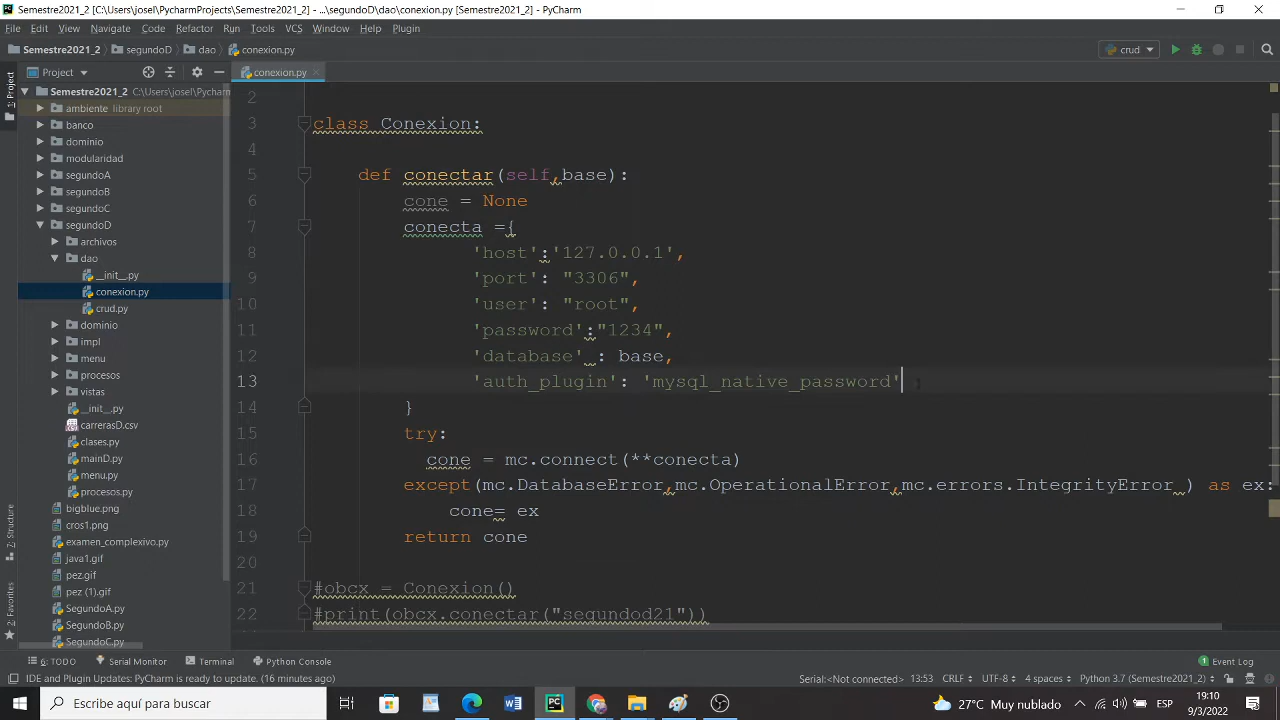 Semestre2021_2 [C:\Users\josel\PycharmProjects\Semestre2021_2] - ...\segundoD\dao\conexion.py [Semestre2021_2] - PyCharm
File Edit View Navigate Code Refactor Run Tools VCS Window Help Plugin
Semestre2021_2 segundoD dao conexion.py crud
1: Project
Project
conexion.py
Semestre2021_2 C:\Users\josel\Pycharm
ambiente library root
banco
dominio
modularidad
segundoA
segundoB
segundoC
segundoD
archivos
dao
__init__.py
conexion.py
crud.py
dominio
impl
menu
procesos
vistas
__init__.py
carrerasD.csv
clases.py
mainD.py
menu.py
procesos.py
bigblue.png
cros1.png
examen_complexivo.py
java1.gif
pez.gif
pez (1).gif
SegundoA.py
SegundoB.py
SegundoC.py
7: Structure
2: Favorites
2
3 class Conexion:
4
5 def conectar(self,base):
6 cone = None
7 conecta ={
8 'host':'127.0.0.1',
9 'port': "3306",
10 'user': "root",
11 'password':"1234",
12 'database' : base,
13 'auth_plugin': 'mysql_native_password'
14 }
15 try:
16 cone = mc.connect(**conecta)
17 except(mc.DatabaseError,mc.OperationalError,mc.errors.IntegrityError ) as ex:
18 cone= ex
19 return cone
20
21 #obcx = Conexion()
22 #print(obcx.conectar("segundod21"))
6: TODO Serial Monitor Terminal Python Console 1 Event Log
IDE and Plugin Updates: PyCharm is ready to update. (16 minutes ago) Serial:<Not connected> 13:53 CRLF UTF-8 4 spaces Python 3.7 (Semestre2021_2)
Escribe aquí para buscar
27°C Muy nublado ESP 19:10
9/3/2022